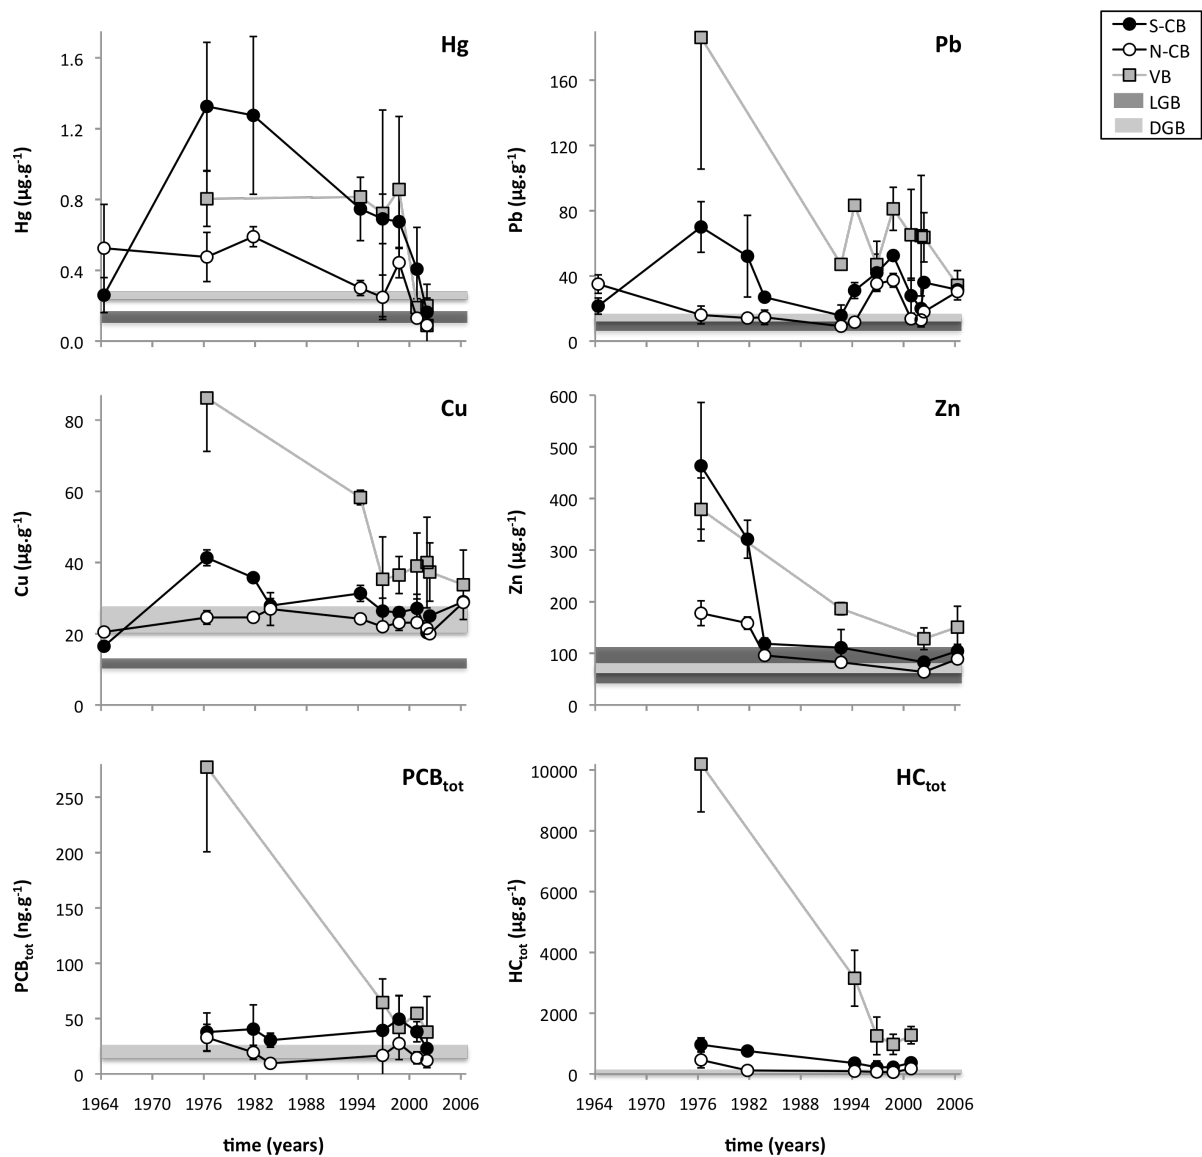 Hg
1.6
1.2
0.8
0.4
0.0
Hg (µg.g⁻¹)
Pb
160
120
80
40
0
Pb (µg.g⁻¹)
S-CB
N-CB
VB
LGB
DGB
Cu
80
60
40
20
0
Cu (µg.g⁻¹)
Zn
600
500
400
300
200
100
0
Zn (µg.g⁻¹)
PCBtot
250
200
150
100
50
0
PCBtot (ng.g⁻¹)
1964 1970 1976 1982 1988 1994 2000 2006
time (years)
HCtot
10000
8000
6000
4000
2000
0
HCtot (µg.g⁻¹)
1964 1970 1976 1982 1988 1994 2000 2006
time (years)